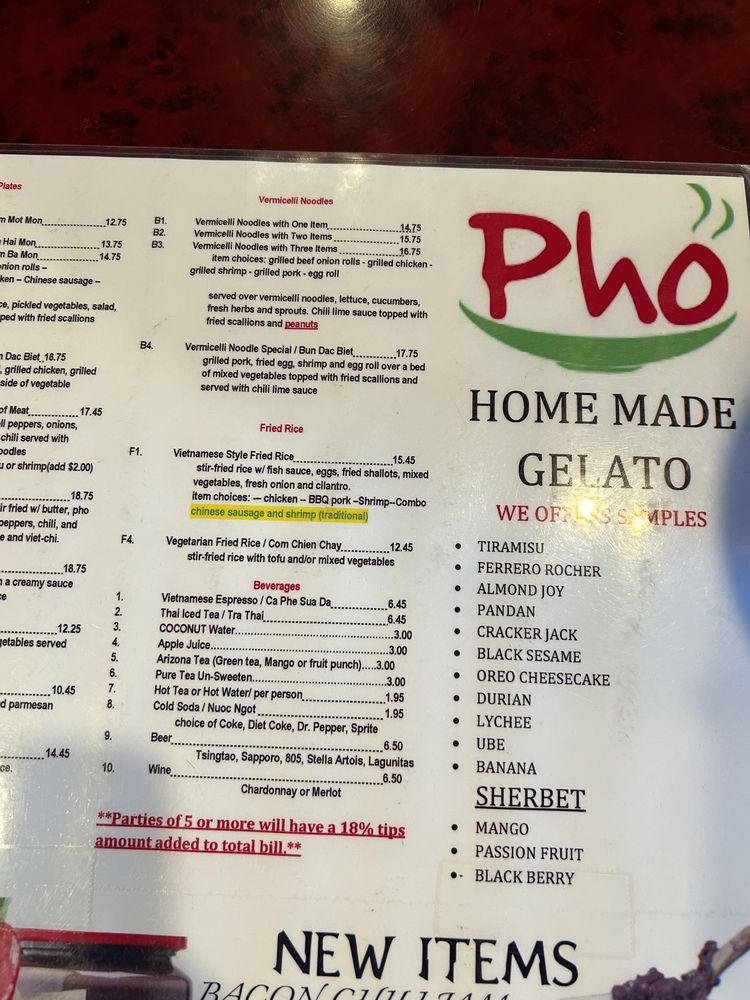 Plates
m Mot Mon 12.75
Hai Mon 13.75
m Ba Mon 14.75
onion rolls –
ken – Chinese sausage –
ce, pickled vegetables, salad,
ped with fried scallions
n Dac Biet 18.75
, grilled chicken, grilled
side of vegetable
of Meat 17.45
ll peppers, onions,
chili served with
oodles
u or shrimp(add $2.00)
18.75
ir fried w/ butter, pho
peppers, chili, and
e and viet-chi.
18.75
n a creamy sauce
ce
12.25
getables served
10.45
d parmesan
14.45
ce.
Vermicelli Noodles
B1. Vermicelli Noodles with One Item 14.75
B2. Vermicelli Noodles with Two Items 15.75
B3. Vermicelli Noodles with Three Items 16.75
item choices: grilled beef onion rolls - grilled chicken -
grilled shrimp - grilled pork - egg roll
served over vermicelli noodles, lettuce, cucumbers,
fresh herbs and sprouts. Chili lime sauce topped with
fried scallions and peanuts
B4. Vermicelli Noodle Special / Bun Dac Biet 17.75
grilled pork, fried egg, shrimp and egg roll over a bed
of mixed vegetables topped with fried scallions and
served with chili lime sauce
Fried Rice
F1. Vietnamese Style Fried Rice 15.45
stir-fried rice w/ fish sauce, eggs, fried shallots, mixed
vegetables, fresh onion and cilantro.
item choices: — chicken -- BBQ pork –Shrimp--Combo
chinese sausage and shrimp (traditional)
F4. Vegetarian Fried Rice / Com Chien Chay 12.45
stir-fried rice with tofu and/or mixed vegetables
Beverages
1. Vietnamese Espresso / Ca Phe Sua Da 6.45
2. Thai Iced Tea / Tra Thai 6.45
3. COCONUT Water 3.00
4. Apple Juice 3.00
5. Arizona Tea (Green tea, Mango or fruit punch) 3.00
6. Pure Tea Un-Sweeten 3.00
7. Hot Tea or Hot Water/ per person 1.95
8. Cold Soda / Nuoc Ngot 1.95
choice of Coke, Diet Coke, Dr. Pepper, Sprite
9. Beer 6.50
Tsingtao, Sapporo, 805, Stella Artois, Lagunitas
10. Wine 6.50
Chardonnay or Merlot
**Parties of 5 or more will have a 18% tips
amount added to total bill.**
Pho
HOME MADE
GELATO
WE OFFERS SAMPLES
• TIRAMISU
• FERRERO ROCHER
• ALMOND JOY
• PANDAN
• CRACKER JACK
• BLACK SESAME
• OREO CHEESECAKE
• DURIAN
• LYCHEE
• UBE
• BANANA
SHERBET
• MANGO
• PASSION FRUIT
• BLACK BERRY
NEW ITEMS
BACON CHILI JAM